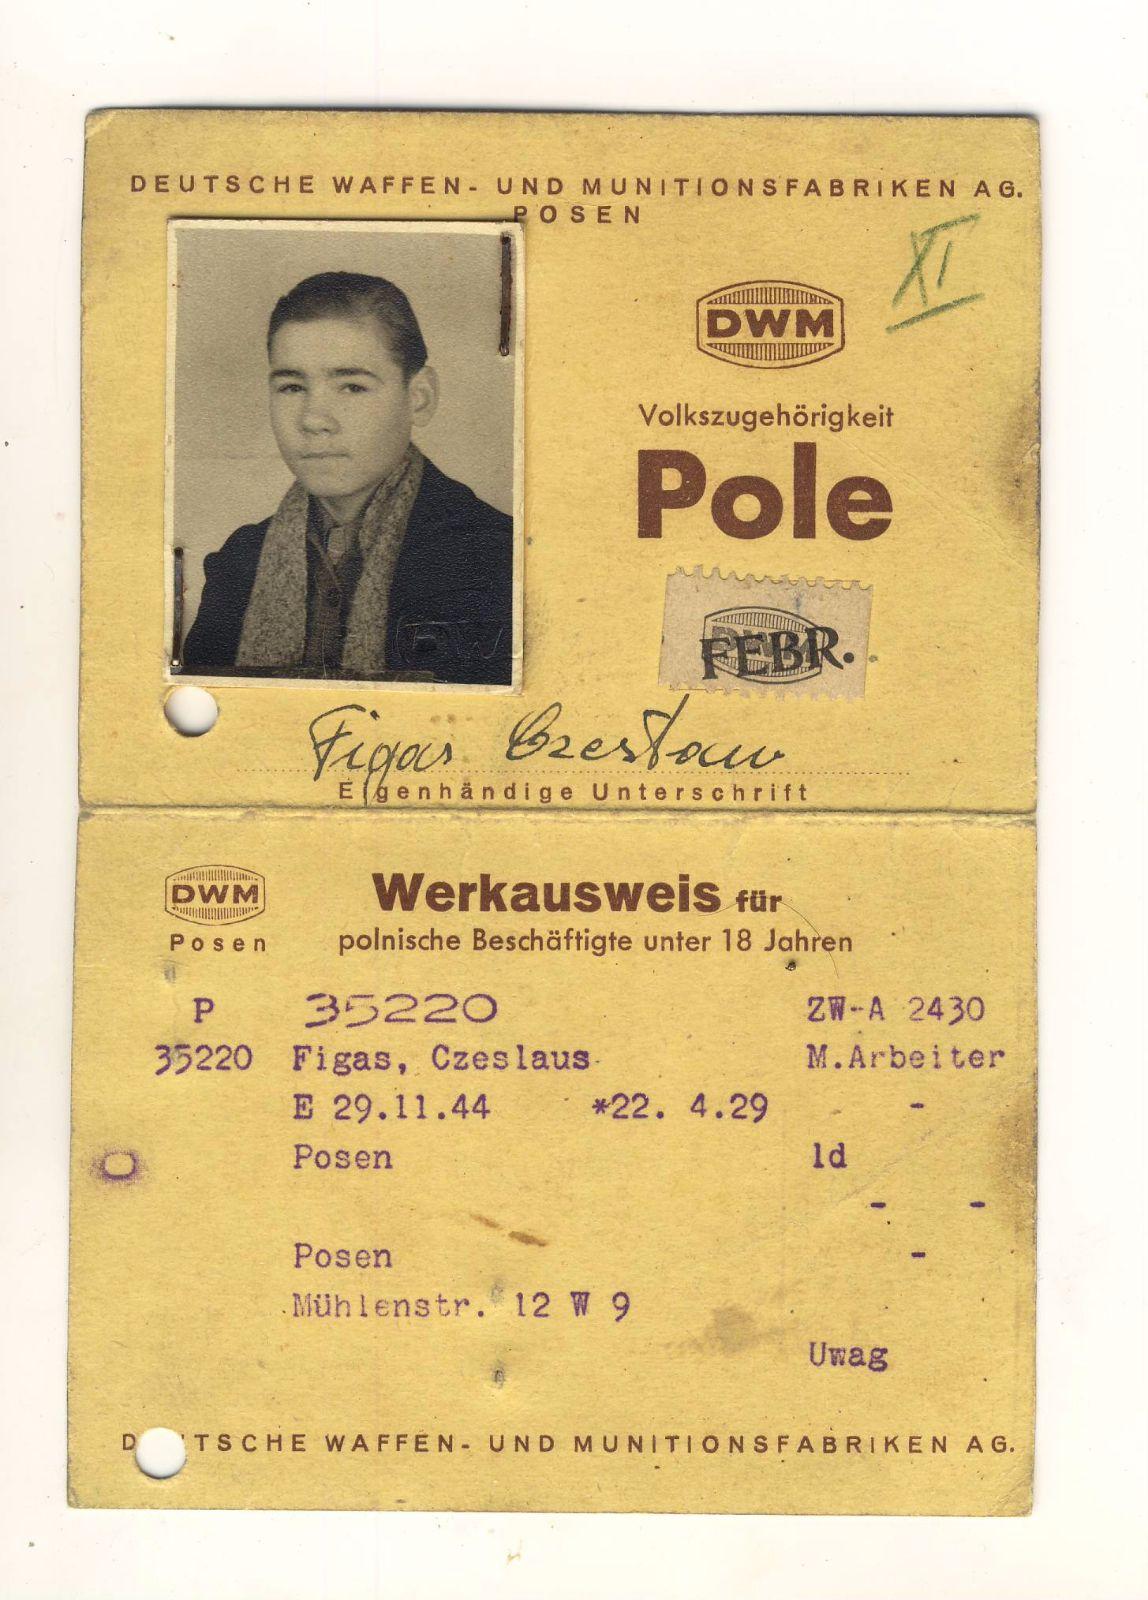 DEUTSCHE WAFFEN- UND MUNITIONSFABRIKEN AG.
POSEN
XI
DWM
Volkszugehörigkeit
Pole
FEBR.
Figas Czesław
Eigenhändige Unterschrift
DWM
Posen
Werkausweis für
polnische Beschäftigte unter 18 Jahren
P 35220 ZW-A 2430
35220 Figas, Czeslaus M.Arbeiter
E 29.11.44 *22. 4.29 -
Posen ld
- -
Posen -
Mühlenstr. 12 W 9
Uwag
D TSCHE WAFFEN- UND MUNITIONSFABRIKEN AG.